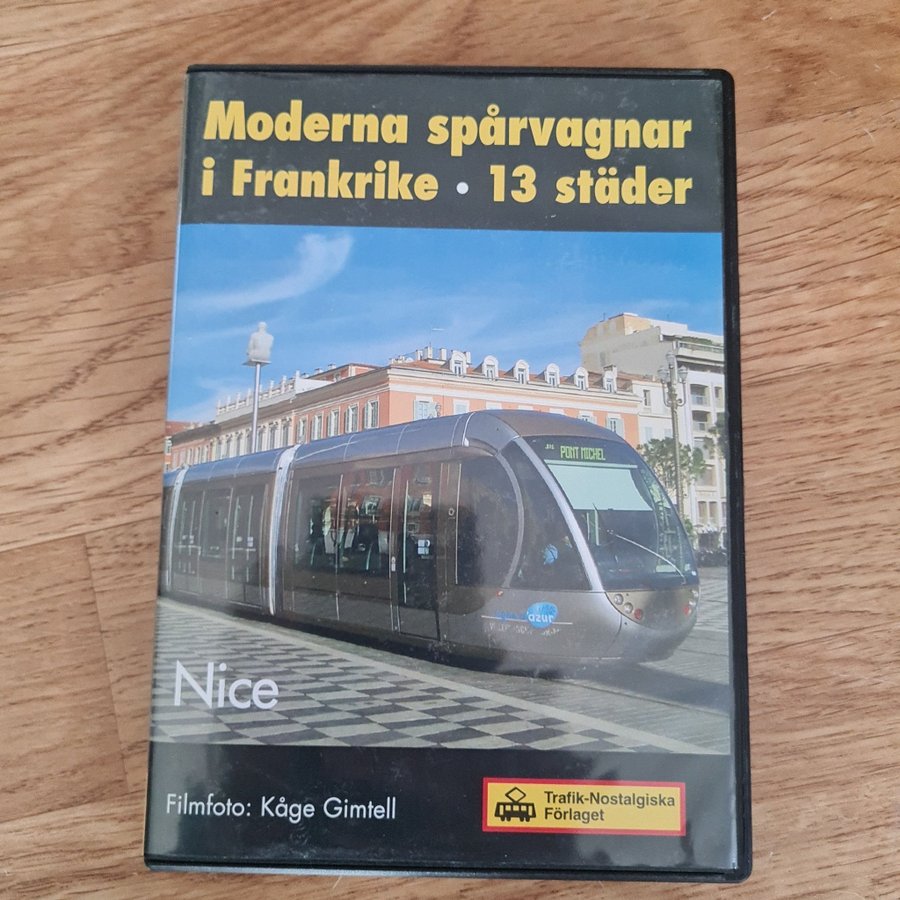 Moderna spårvagnar
i Frankrike • 13 städer
PONT MICHEL
azur
Nice
Filmfoto: Kåge Gimtell
Trafik-Nostalgiska
Förlaget